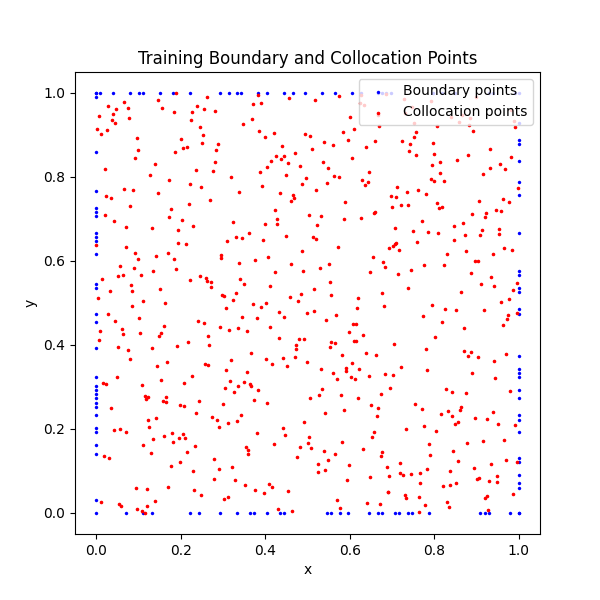 Training Boundary and Collocation Points
Boundary points
Collocation points
1.0
0.8
0.6
0.4
0.2
0.0
y
0.0 0.2 0.4 0.6 0.8 1.0
x